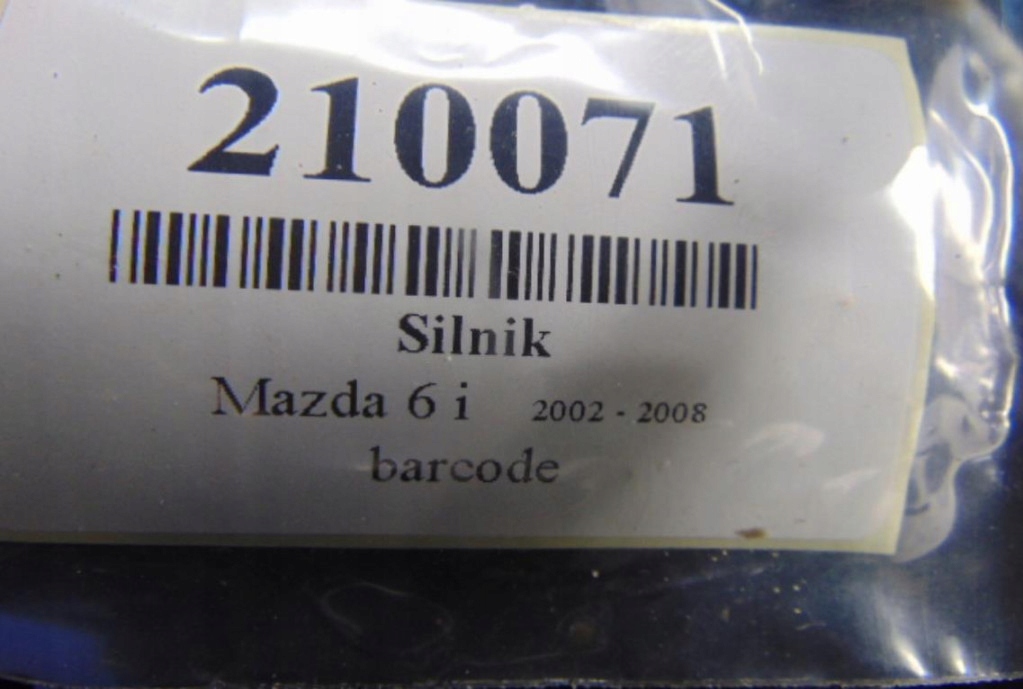 210071
Silnik
Mazda 6 i 2002 - 2008
barcode